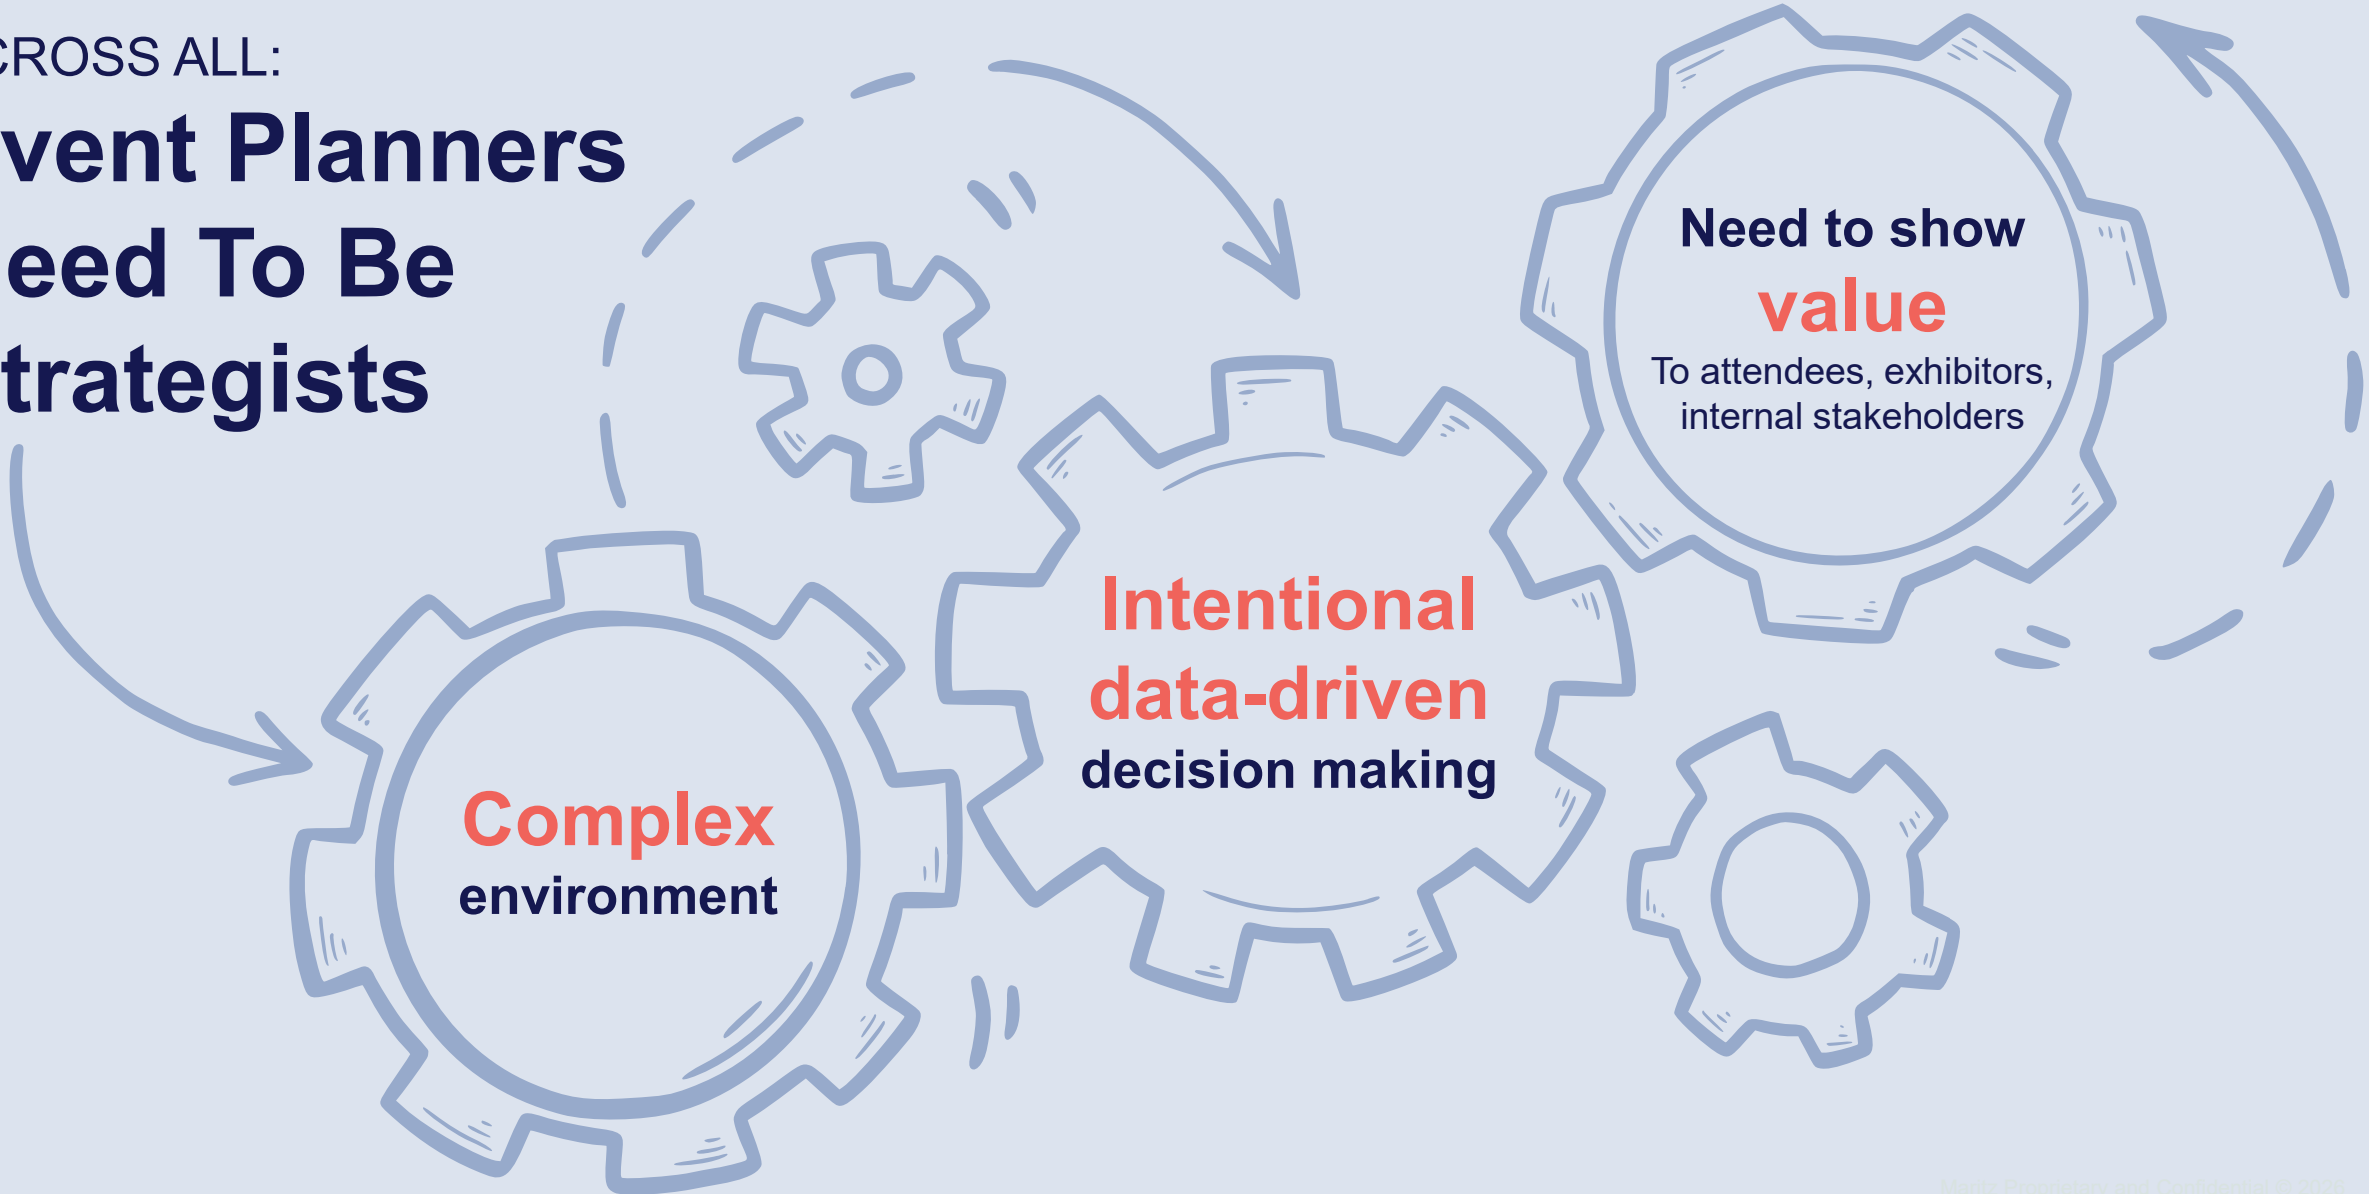 CROSS ALL:
vent Planners
eed To Be
trategists
Need to show
value
To attendees, exhibitors,
internal stakeholders
Intentional
data-driven
decision making
Complex
environment